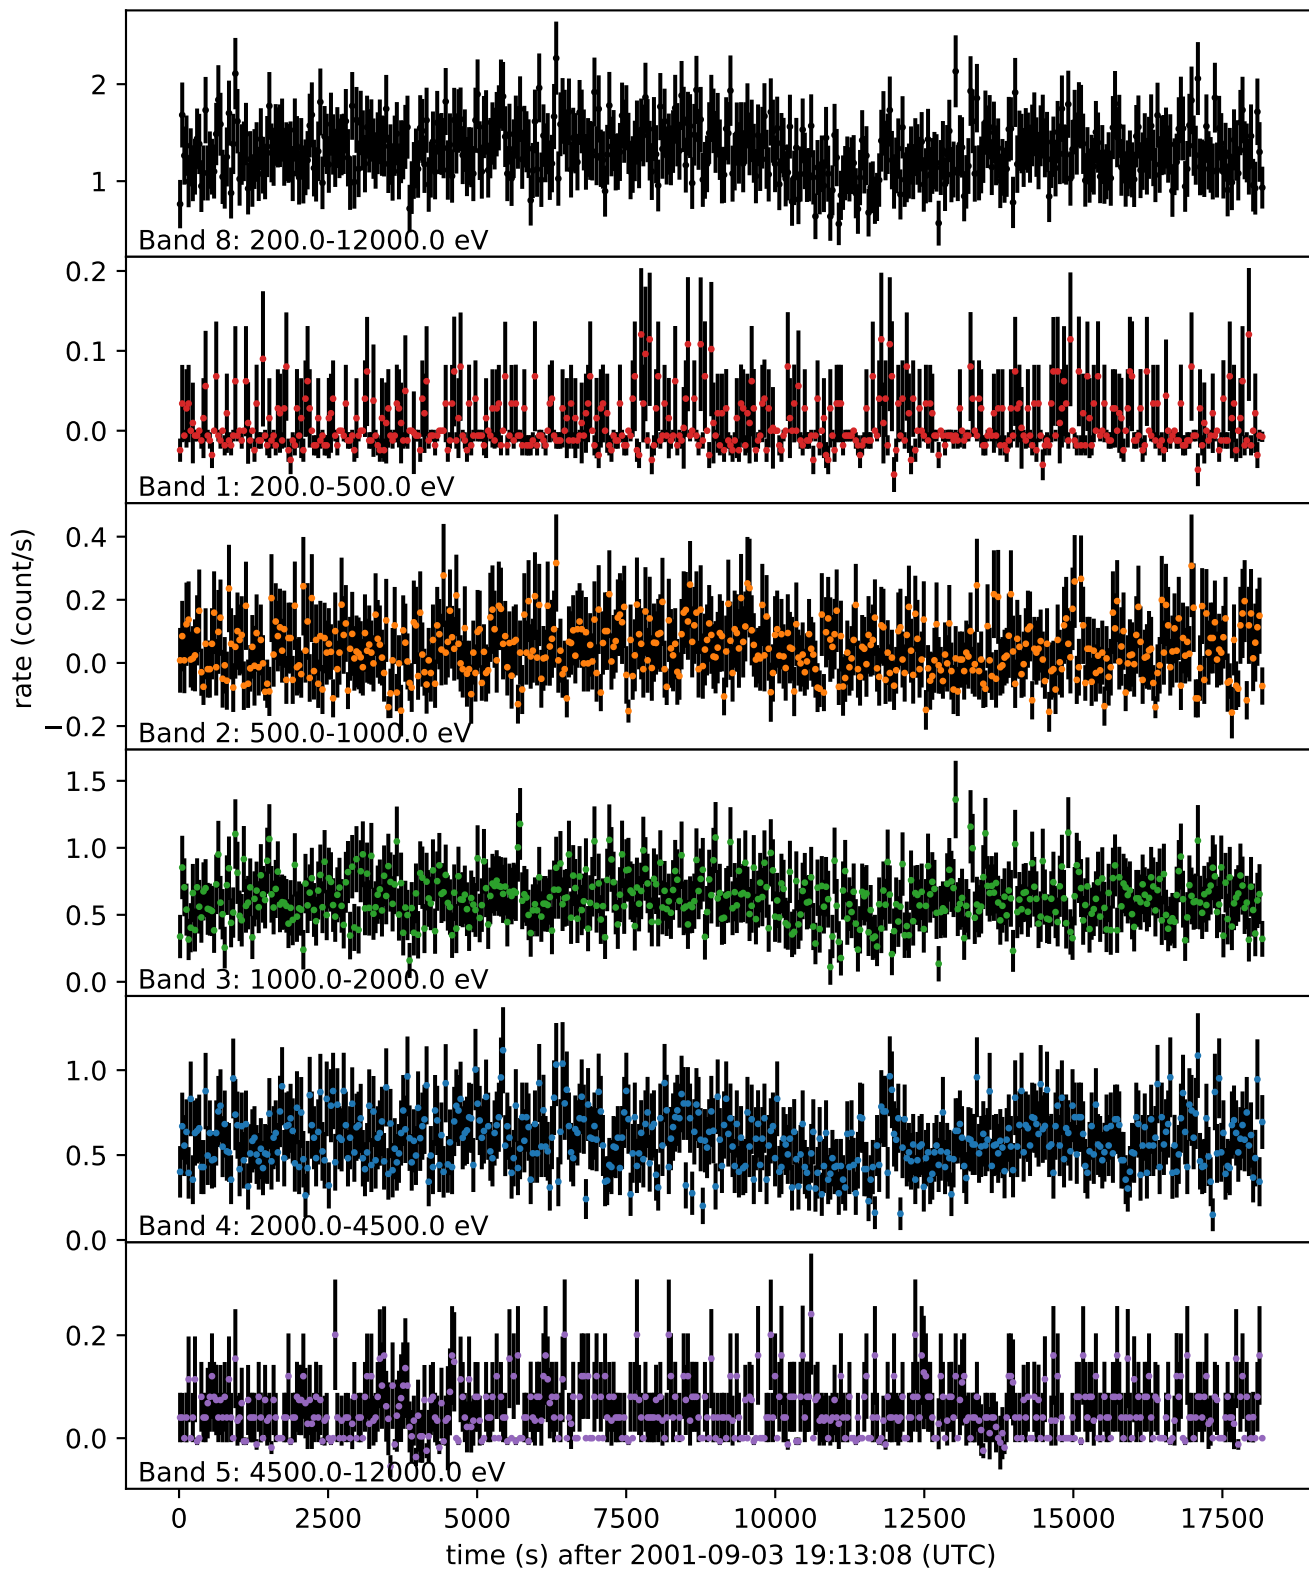 2
1
Band 8: 200.0-12000.0 eV
0.2
0.1
0.0
Band 1: 200.0-500.0 eV
0.4
0.2
0.0
−0.2
Band 2: 500.0-1000.0 eV
rate (count/s)
1.5
1.0
0.5
0.0
Band 3: 1000.0-2000.0 eV
1.0
0.5
0.0
Band 4: 2000.0-4500.0 eV
0.2
0.0
Band 5: 4500.0-12000.0 eV
0 2500 5000 7500 10000 12500 15000 17500
time (s) after 2001-09-03 19:13:08 (UTC)